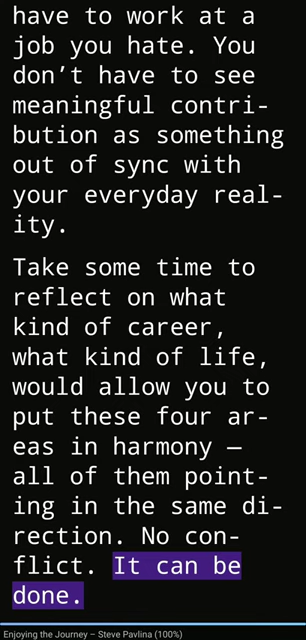 have to work at a
job you hate. You
don’t have to see
meaningful contri-
bution as something
out of sync with
your everyday real-
ity.
Take some time to
reflect on what
kind of career,
what kind of life,
would allow you to
put these four ar-
eas in harmony —
all of them point-
ing in the same di-
rection. No con-
flict. It can be
done.
Enjoying the Journey – Steve Pavlina (100%)